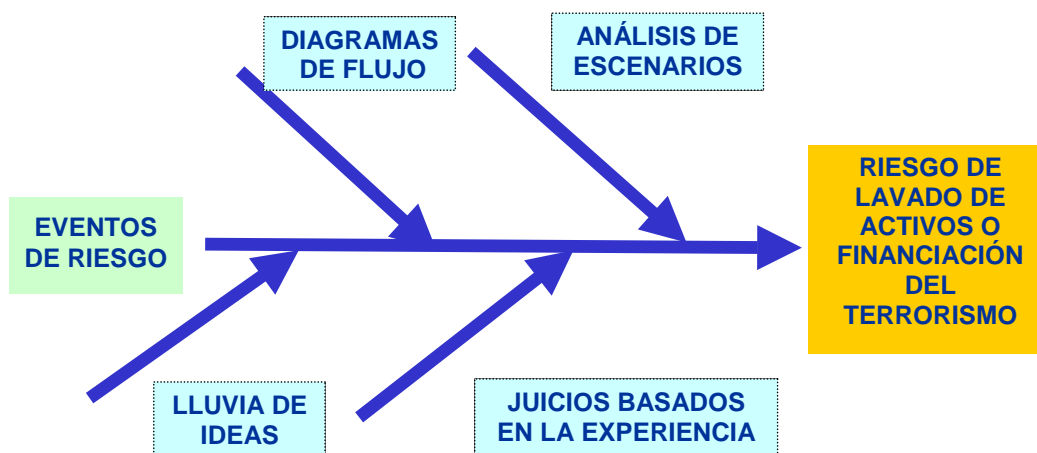 DIAGRAMAS
DE FLUJO
ANÁLISIS DE
ESCENARIOS
EVENTOS
DE RIESGO
RIESGO DE
LAVADO DE
ACTIVOS O
FINANCIACIÓN
DEL
TERRORISMO
LLUVIA DE
IDEAS
JUICIOS BASADOS
EN LA EXPERIENCIA